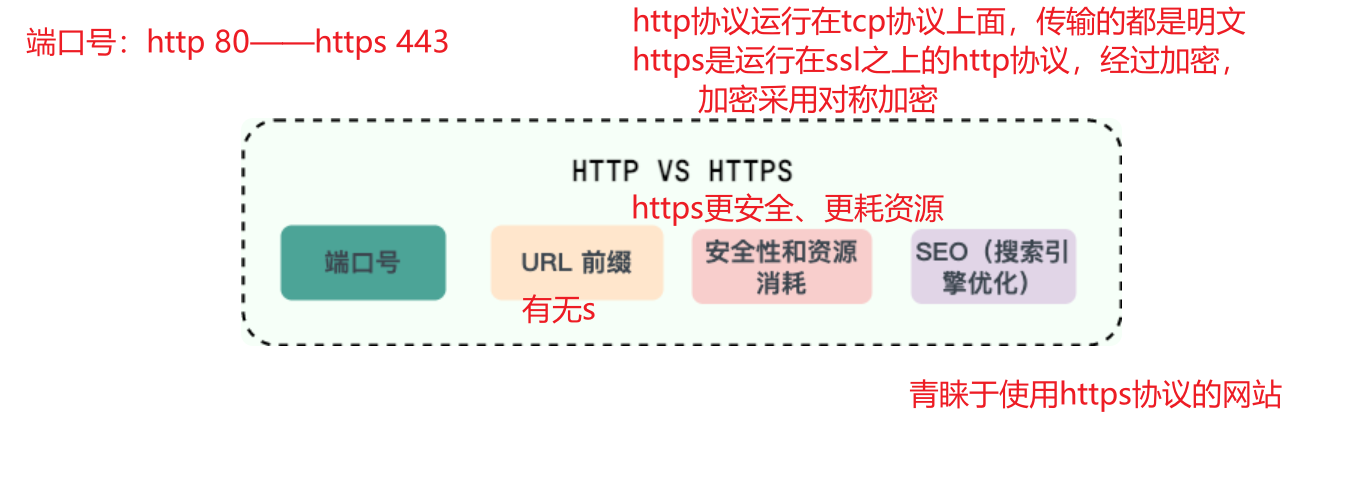 端口号：http 80——https 443
http协议运行在tcp协议上面，传输的都是明文
https是运行在ssl之上的http协议，经过加密，
加密采用对称加密
HTTP VS HTTPS
https更安全、更耗资源
端口号
URL 前缀
安全性和资源
消耗
SEO（搜索引
擎优化）
有无s
青睐于使用https协议的网站